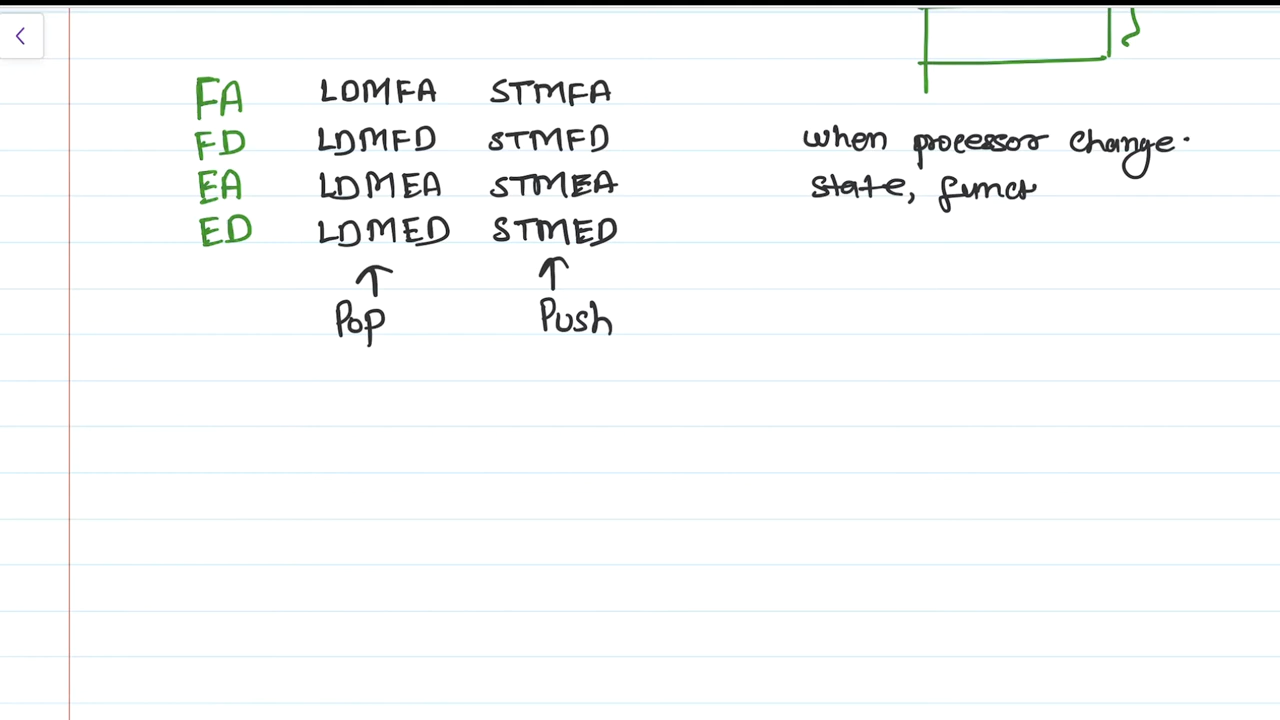 FA LDMFA STMFA
FD LDMFD STMFD
EA LDMEA STMEA
ED LDMED STMED
Pop Push
when processor change.
state, funct